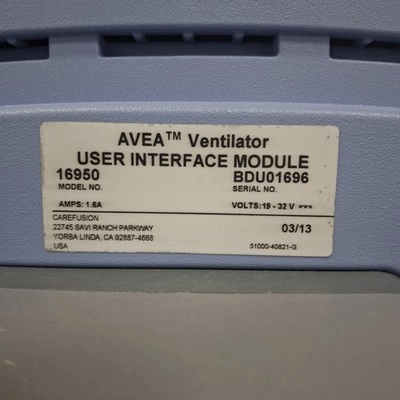 AVEA™ Ventilator
USER INTERFACE MODULE
16950 BDU01696
MODEL NO. SERIAL NO.
AMPS: 1.6A VOLTS: 19 - 32 V ⎓
CAREFUSION
22745 SAVI RANCH PARKWAY 03/13
YORBA LINDA, CA 92887-4668
USA 51000-40821-G